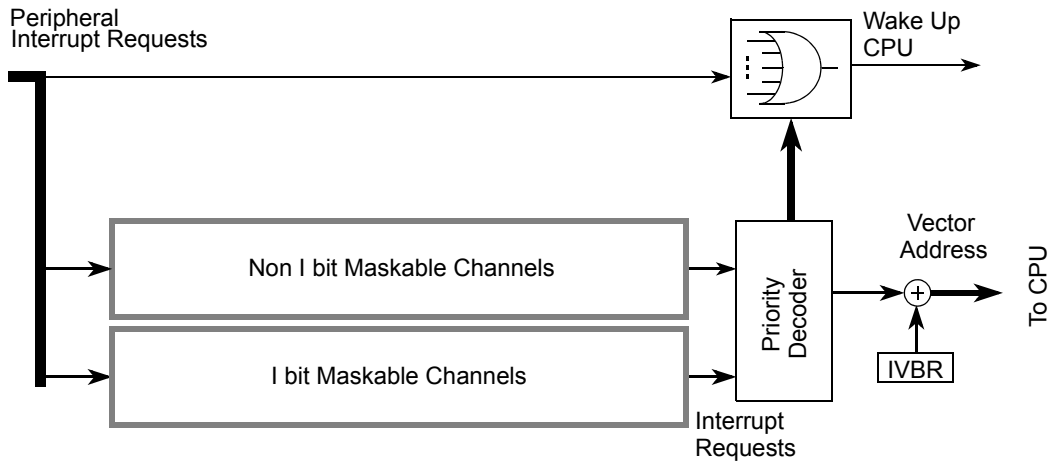 Peripheral
Interrupt Requests
Wake Up
CPU
Non I bit Maskable Channels
I bit Maskable Channels
Priority
Decoder
Interrupt
Requests
Vector
Address
IVBR
To CPU